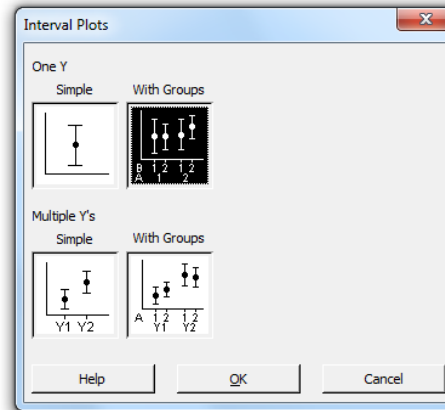 Interval Plots
One Y
Simple
With Groups
B 1 2 1 2
A 1 2
Multiple Y's
Simple
With Groups
Y1 Y2
A 1 2 1 2
Y1 Y2
Help
OK
Cancel